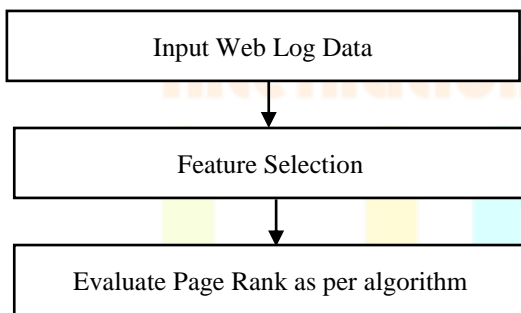 Input Web Log Data
Feature Selection
Evaluate Page Rank as per algorithm